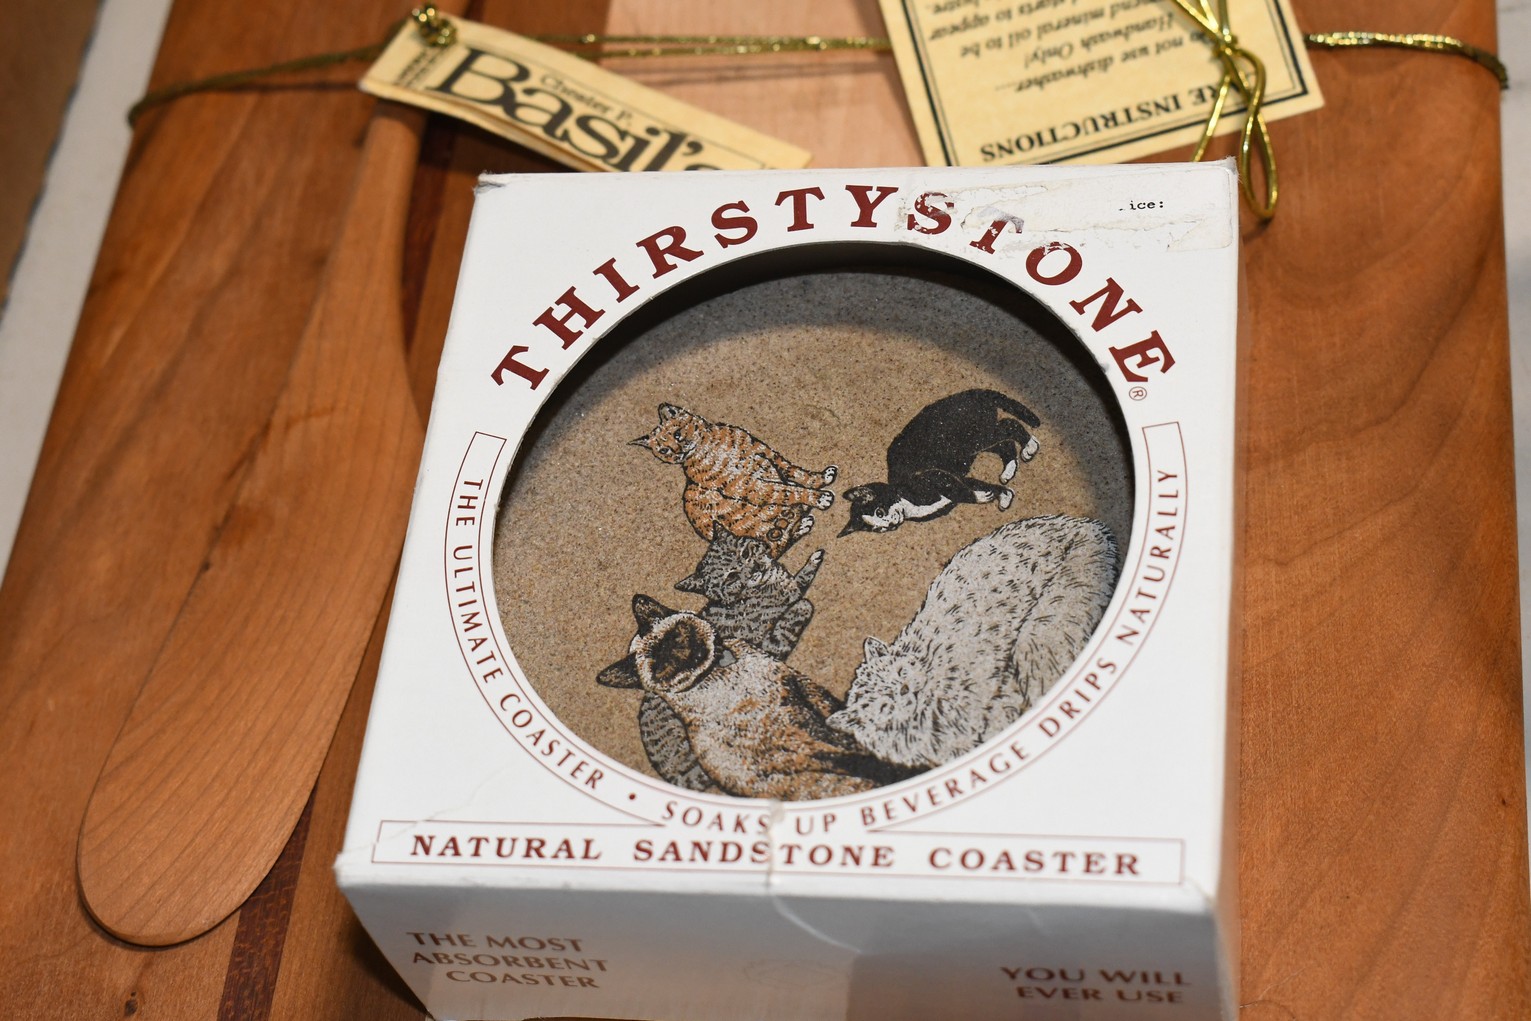 Chester P.
Basil's
CARE INSTRUCTIONS
Do not use dishwasher.....
Handwash Only!
mineral oil to be
starts to appear
THIRSTYSTONE®
ice:
THE ULTIMATE COASTER • SOAKS UP BEVERAGE DRIPS NATURALLY
NATURAL SANDSTONE COASTER
THE MOST
ABSORBENT
COASTER
YOU WILL
EVER USE